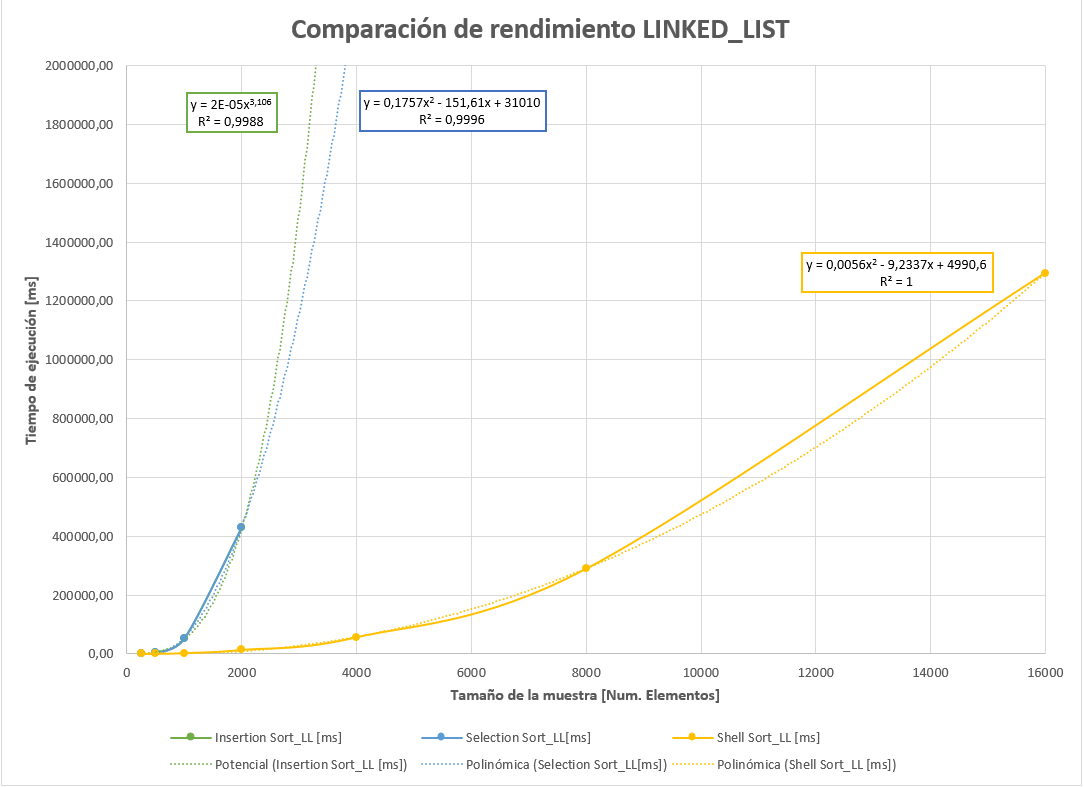 Comparación de rendimiento LINKED_LIST
2000000,00
1800000,00
1600000,00
1400000,00
1200000,00
1000000,00
800000,00
600000,00
400000,00
200000,00
0,00
Tiempo de ejecución [ms]
y = 2E-05x³,¹⁰⁶
R² = 0,9988
y = 0,1757x² - 151,61x + 31010
R² = 0,9996
y = 0,0056x² - 9,2337x + 4990,6
R² = 1
0 2000 4000 6000 8000 10000 12000 14000 16000
Tamaño de la muestra [Num. Elementos]
Insertion Sort_LL [ms] Selection Sort_LL[ms] Shell Sort_LL [ms]
Potencial (Insertion Sort_LL [ms]) Polinómica (Selection Sort_LL[ms]) Polinómica (Shell Sort_LL [ms])